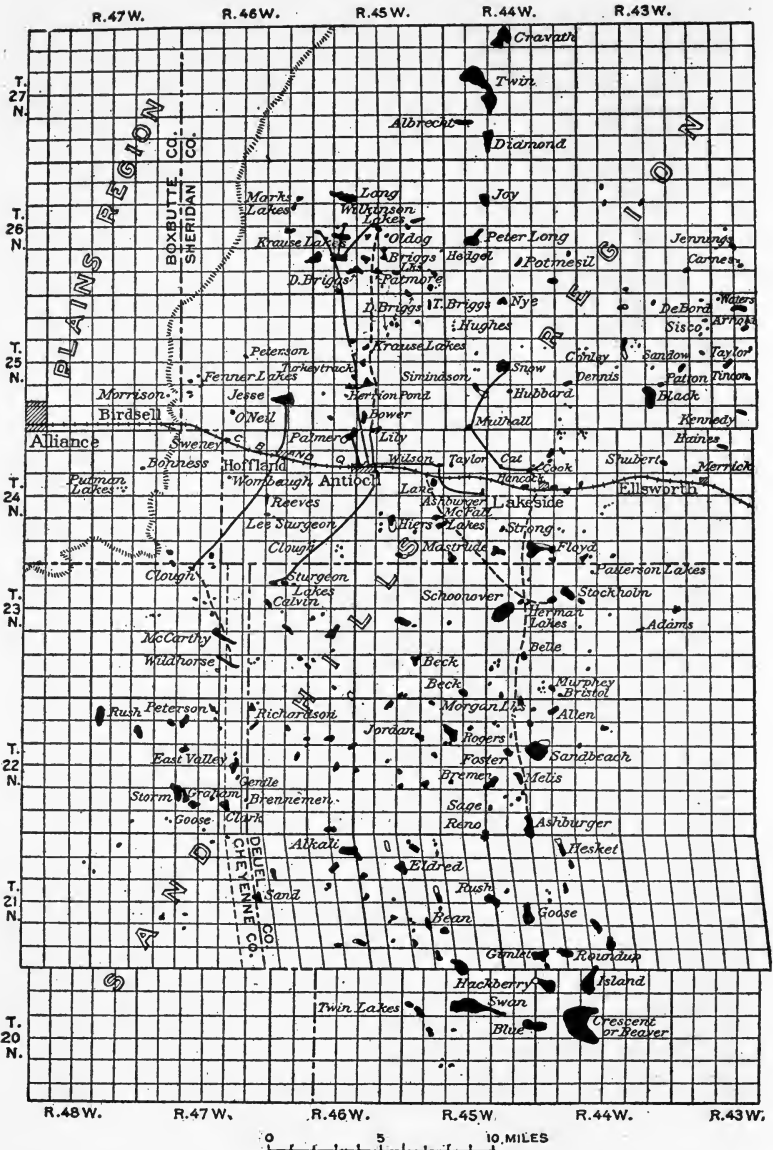 R.47W. R.46W. R.45W. R.44W. R.43W.
Cravath
T. 27 N.
Twin
Albrecht
Diamond
PLAINS REGION
BOXBUTTE CO.
SHERIDAN CO.
Marks Lakes
Long
Joy
Wilkinson Lakes
T. 26 N.
Krause Lakes
Oldog
Peter Long
Jennings
Briggs Lks
Hedgel
Potmesil
Carnes
D. Briggs
Patmore
D. Briggs
T. Briggs
Nye
DeBord
Waters
Hughes
Sisco
Arnold
Krause Lakes
T. 25 N.
Peterson
Turkeytrack
Snow
Conley
Sandow
Taylor
Fenner Lakes
Simindson
Dennis
Patton
Tinton
Morrison
Jesse
Herrion Pond
Hubbard
Black
Birdsell
O'Neil
Bower
Mulhall
Kennedy
Alliance
Sweney
C. B. AND Q.
Palmer
Lily
Haines
Bonness
Hoffland
Antioch
Wilson
Taylor
Cat
Cook
Shubert
Merrick
Putman Lakes
Wombaugh
Lane
Hancock
Ellsworth
T. 24 N.
Reeves
Ashburger
Lakeside
Lee Sturgeon
Hiers
McFall Lakes
Strong
Clough
Mastrude
Floyd
Clough
Sturgeon Lakes
Patterson Lakes
T. 23 N.
Calvin
Schoonover
Stockholm
Herman Lakes
Adams
McCarthy
Wildhorse
Belle
Beck
Beck
Murphey
Bristol
Rush
Peterson
Richardson
Morgan Lks
Allen
Jordan
Rogers
T. 22 N.
East Valley
Foster
Sandbeach
Gentle
Bremer
Melis
Storm
Graham
Brennemen
Sage
Goose
Clark
Reno
Ashburger
Alkali
Hesket
DEUEL CO.
CHEYENNE CO.
Eldred
T. 21 N.
Sand
Rush
Bean
Goose
Gimlet
Roundup
SAND HILLS REGION
Hackberry
Island
Twin Lakes
Swan
T. 20 N.
Blue
Crescent or Beaver
R.48W. R.47W. R.46W. R.45W. R.44W. R.43W.
0 5 10 MILES